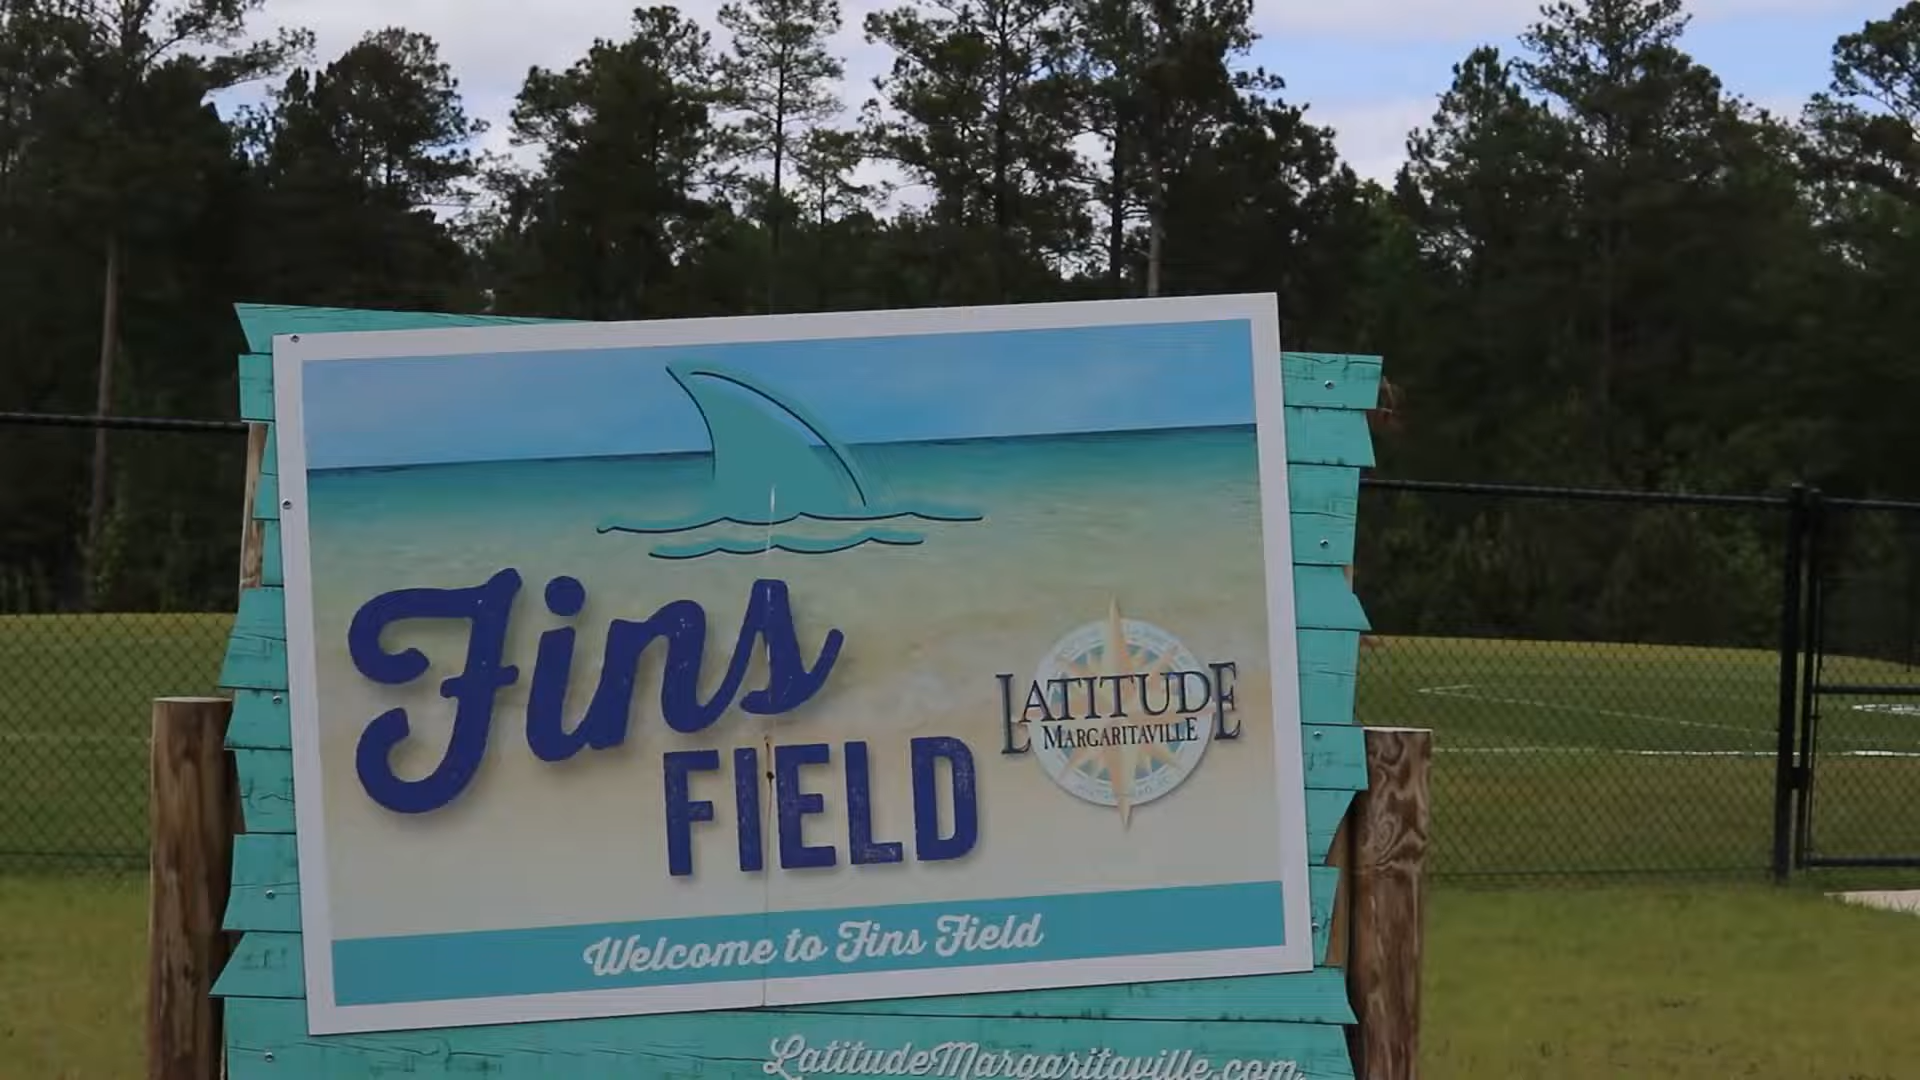 Fins
FIELD
LATITUDE
MARGARITAVILLE
Welcome to Fins Field
LatitudeMargaritaville.com